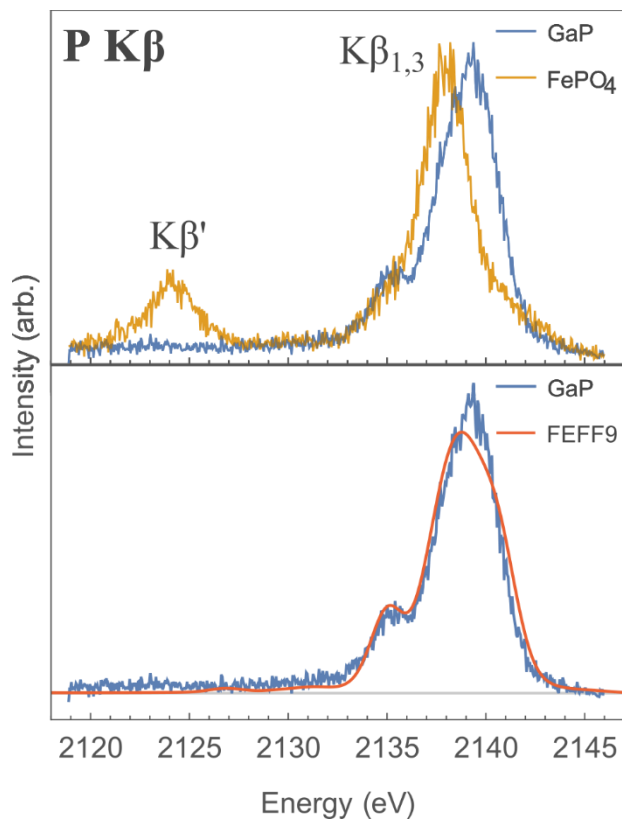 P Kβ
Kβ1,3
GaP
FePO4
Kβ'
GaP
FEFF9
Intensity (arb.)
2120 2125 2130 2135 2140 2145
Energy (eV)